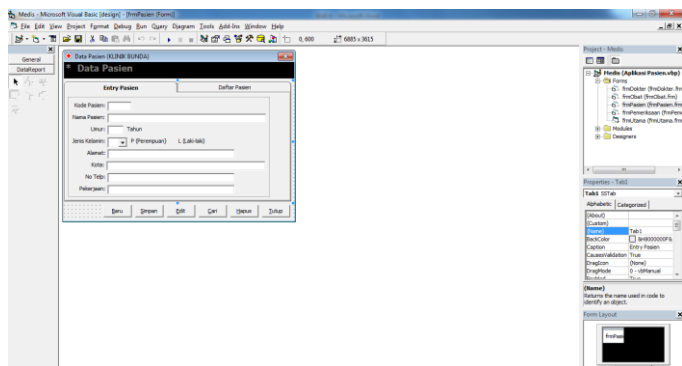 Medis - Microsoft Visual Basic [design] - [frmPasien (Form)]
File Edit View Project Format Debug Run Query Diagram Tools Add-Ins Window Help
0, 600
6885 x 3615
General
DataReport
Data Pasien (KLINIK BUNDA)
* Data Pasien
Entry Pasien
Daftar Pasien
Kode Pasien:
Nama Pasien:
Umur: Tahun
Jenis Kelamin: P (Perempuan) L (Laki-laki)
Alamat:
Kota:
No Telp:
Pekerjaan:
Baru Simpan Edit Cari Hapus Tutup
Project - Medis
Medis (Aplikasi Pasien.vbp)
Forms
frmDokter (frmDokter.frm
frmObat (frmObat.frm)
frmPasien (frmPasien.frm
frmPemeriksaan (frmPeme
frmUtama (frmUtama.frm
Modules
Designers
Properties - Tab1
Tab1 SSTab
Alphabetic Categorized
(About)
(Custom)
(Name) Tab1
BackColor &H8000000F&
Caption Entry Pasien
CausesValidation True
DragIcon (None)
DragMode 0 - vbManual
Enabled True
(Name)
Returns the name used in code to
identify an object.
Form Layout
frmPasi